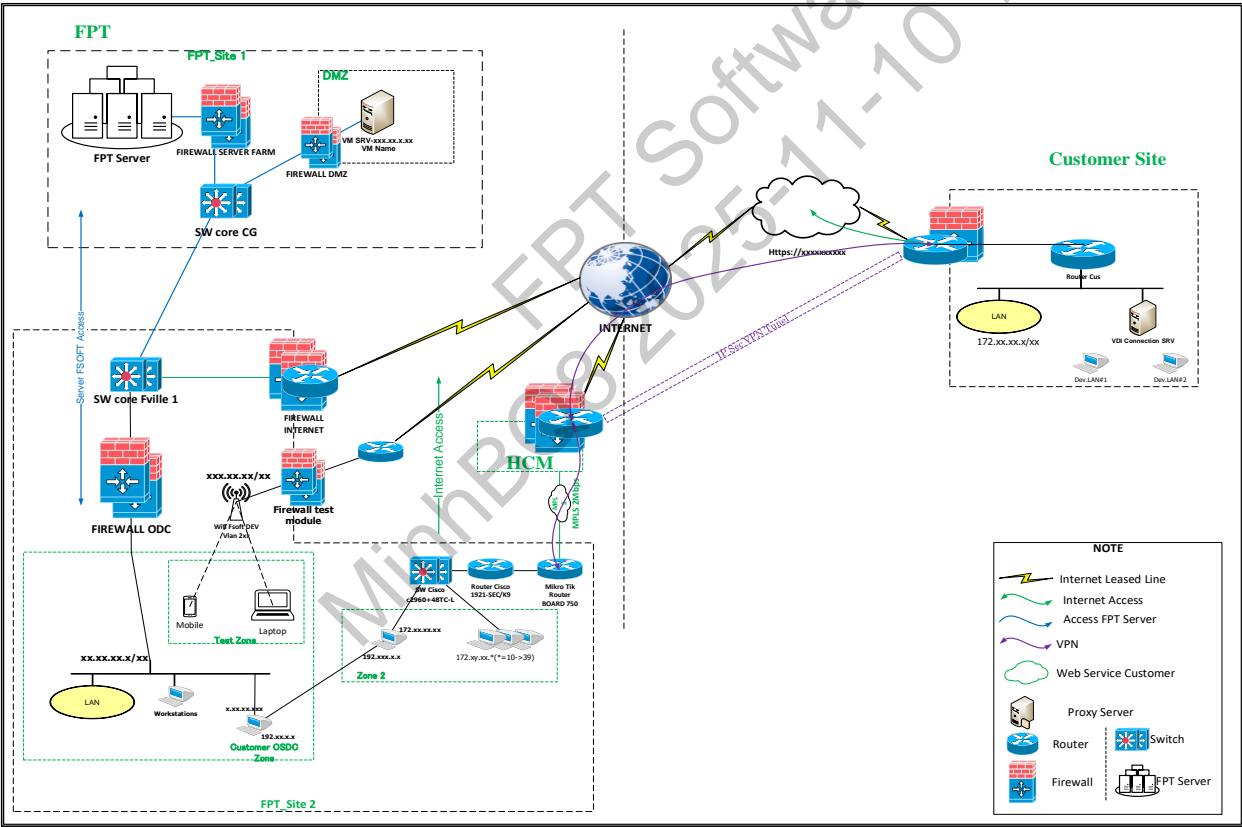 FPT
FPT_Site 1
DMZ
VM SRV-xxx.xx.x.xx
VM Name
FPT Server
FIREWALL SERVER FARM
FIREWALL DMZ
SW core CG
Customer Site
Https://xxxxxxxxxx
Router Cus
LAN
172.xx.xx.x/xx
VDI Connection SRV
Dev.LAN#1
Dev.LAN#2
INTERNET
IP Sec VPN Tunel
Server FSOFT Access
SW core Fville 1
FIREWALL
INTERNET
Internet Access
HCM
MPL
MPLS 2Mbps
FIREWALL ODC
xxx.xx.xx/xx
Wifi Fsoft DEV
/Vlan 2xx
Firewall test
module
Mobile
Laptop
Test Zone
SW Cisco
c2960+48TC-L
Router Cisco
1921-SEC/K9
Mikro Tik
Router
BOARD 750
172.xx.xx.xx
192.xxx.x.x
172.xy.xx.*(*=10->39)
Zone 2
xx.xx.xx.x/xx
LAN
Workstations
x.xx.xx.xxx
192.xx.x.x
Customer OSDC
Zone
FPT_Site 2
NOTE
Internet Leased Line
Internet Access
Access FPT Server
VPN
Web Service Customer
Proxy Server
Router
Switch
Firewall
FPT Server
FPT Software
MinhBQ8 2025-11-10